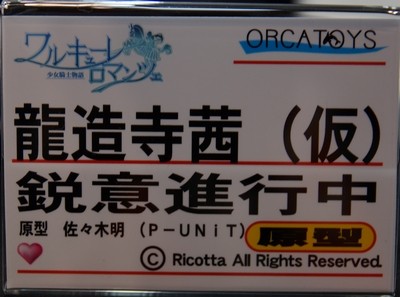 ワルキューレ
ロマンツェ
少女騎士物語
ORCATOYS
龍造寺茜 (仮)
鋭意進行中
原型 佐々木明 (P-UNiT) 原型
© Ricotta All Rights Reserved.